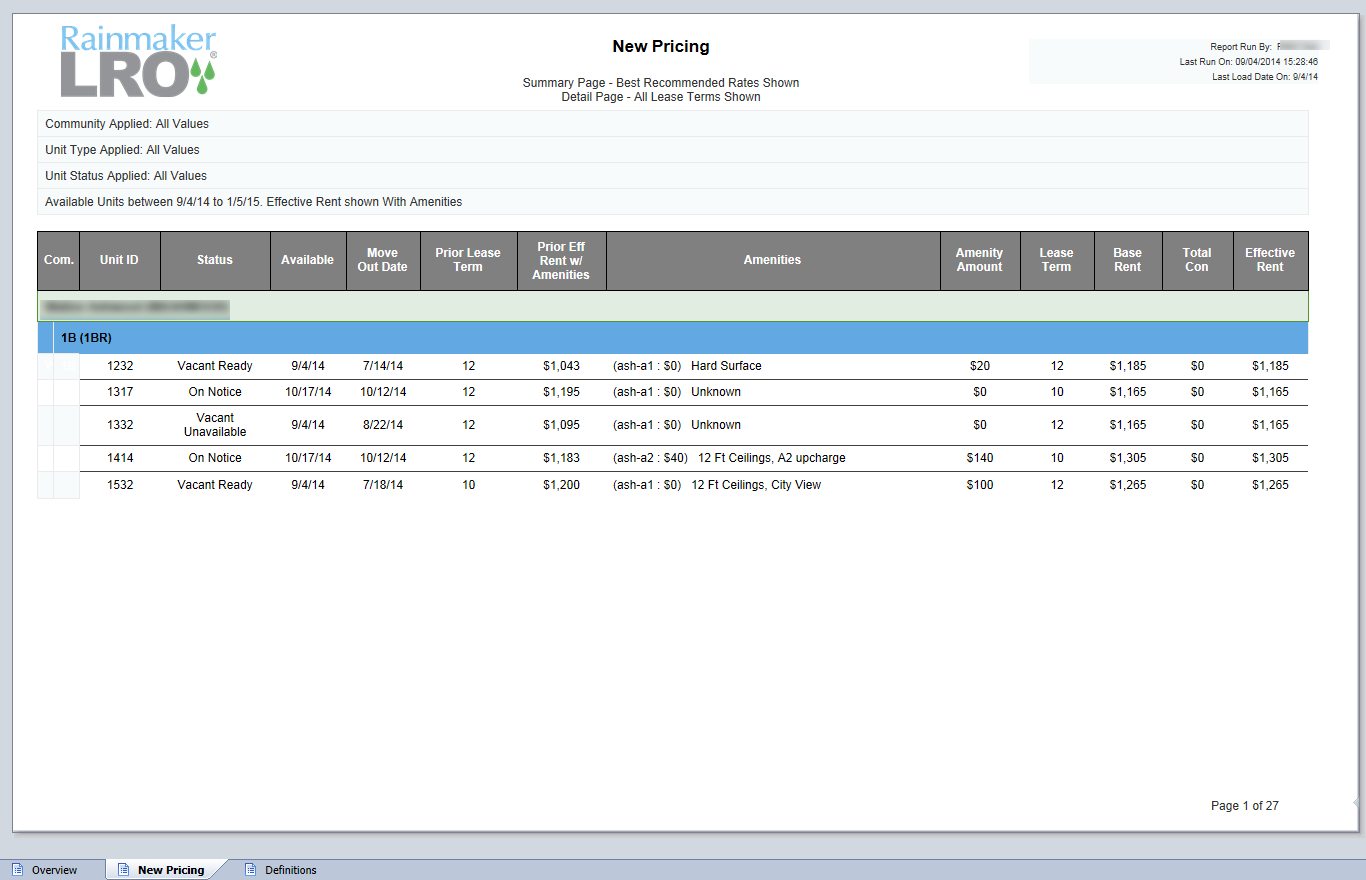 Rainmaker
LRO®
New Pricing
Summary Page - Best Recommended Rates Shown
Detail Page - All Lease Terms Shown
Report Run By:
Last Run On: 09/04/2014 15:28:46
Last Load Date On: 9/4/14
Community Applied: All Values
Unit Type Applied: All Values
Unit Status Applied: All Values
Available Units between 9/4/14 to 1/5/15. Effective Rent shown With Amenities
Com. Unit ID Status Available Move Out Date Prior Lease Term Prior Eff Rent w/ Amenities Amenities Amenity Amount Lease Term Base Rent Total Con Effective Rent
1B (1BR)
1232 Vacant Ready 9/4/14 7/14/14 12 $1,043 (ash-a1 : $0) Hard Surface $20 12 $1,185 $0 $1,185
1317 On Notice 10/17/14 10/12/14 12 $1,195 (ash-a1 : $0) Unknown $0 10 $1,165 $0 $1,165
1332 Vacant Unavailable 9/4/14 8/22/14 12 $1,095 (ash-a1 : $0) Unknown $0 12 $1,165 $0 $1,165
1414 On Notice 10/17/14 10/12/14 12 $1,183 (ash-a2 : $40) 12 Ft Ceilings, A2 upcharge $140 10 $1,305 $0 $1,305
1532 Vacant Ready 9/4/14 7/18/14 10 $1,200 (ash-a1 : $0) 12 Ft Ceilings, City View $100 12 $1,265 $0 $1,265
Page 1 of 27
Overview New Pricing Definitions